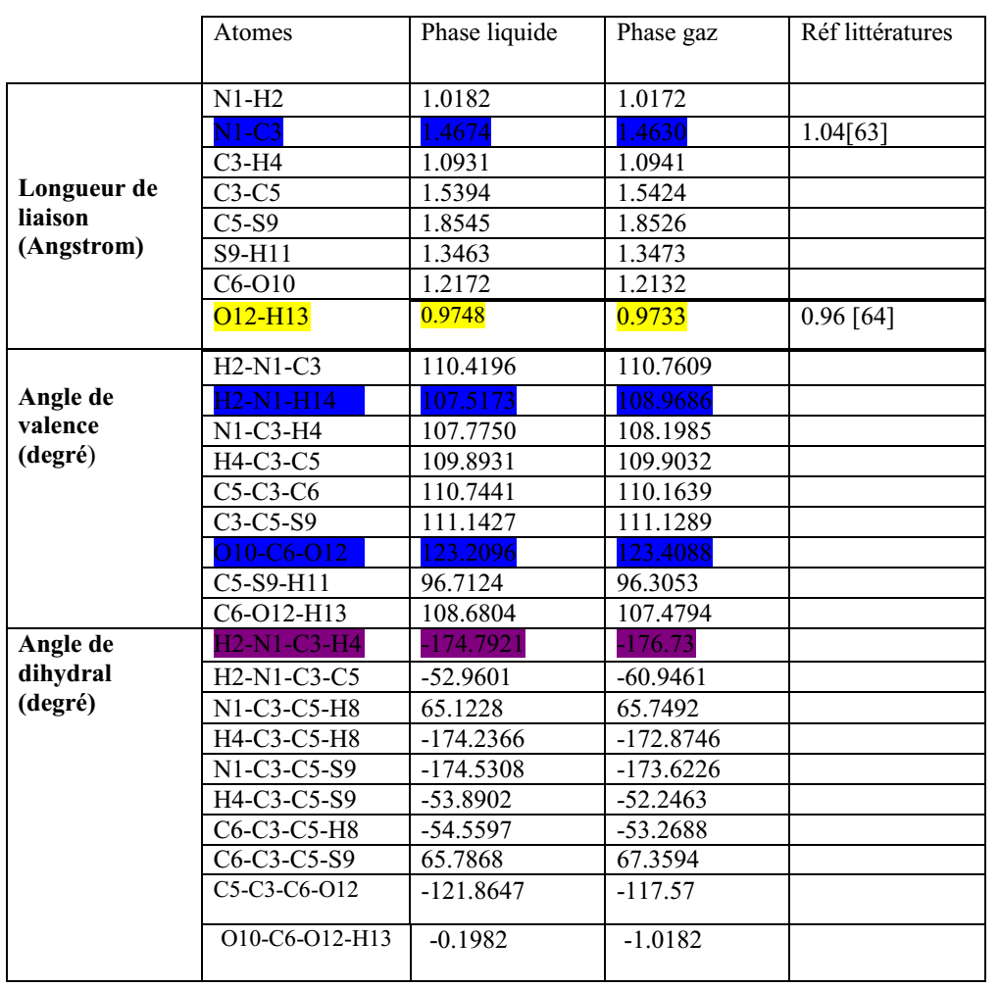 Atomes Phase liquide Phase gaz Réf littératures
Longueur de
liaison
(Angstrom)
N1-H2 1.0182 1.0172
N1-C3 1.4674 1.4630 1.04[63]
C3-H4 1.0931 1.0941
C3-C5 1.5394 1.5424
C5-S9 1.8545 1.8526
S9-H11 1.3463 1.3473
C6-O10 1.2172 1.2132
O12-H13 0.9748 0.9733 0.96 [64]
Angle de
valence
(degré)
H2-N1-C3 110.4196 110.7609
H2-N1-H14 107.5173 108.9686
N1-C3-H4 107.7750 108.1985
H4-C3-C5 109.8931 109.9032
C5-C3-C6 110.7441 110.1639
C3-C5-S9 111.1427 111.1289
O10-C6-O12 123.2096 123.4088
C5-S9-H11 96.7124 96.3053
C6-O12-H13 108.6804 107.4794
Angle de
dihydral
(degré)
H2-N1-C3-H4 -174.7921 -176.73
H2-N1-C3-C5 -52.9601 -60.9461
N1-C3-C5-H8 65.1228 65.7492
H4-C3-C5-H8 -174.2366 -172.8746
N1-C3-C5-S9 -174.5308 -173.6226
H4-C3-C5-S9 -53.8902 -52.2463
C6-C3-C5-H8 -54.5597 -53.2688
C6-C3-C5-S9 65.7868 67.3594
C5-C3-C6-O12 -121.8647 -117.57
O10-C6-O12-H13 -0.1982 -1.0182